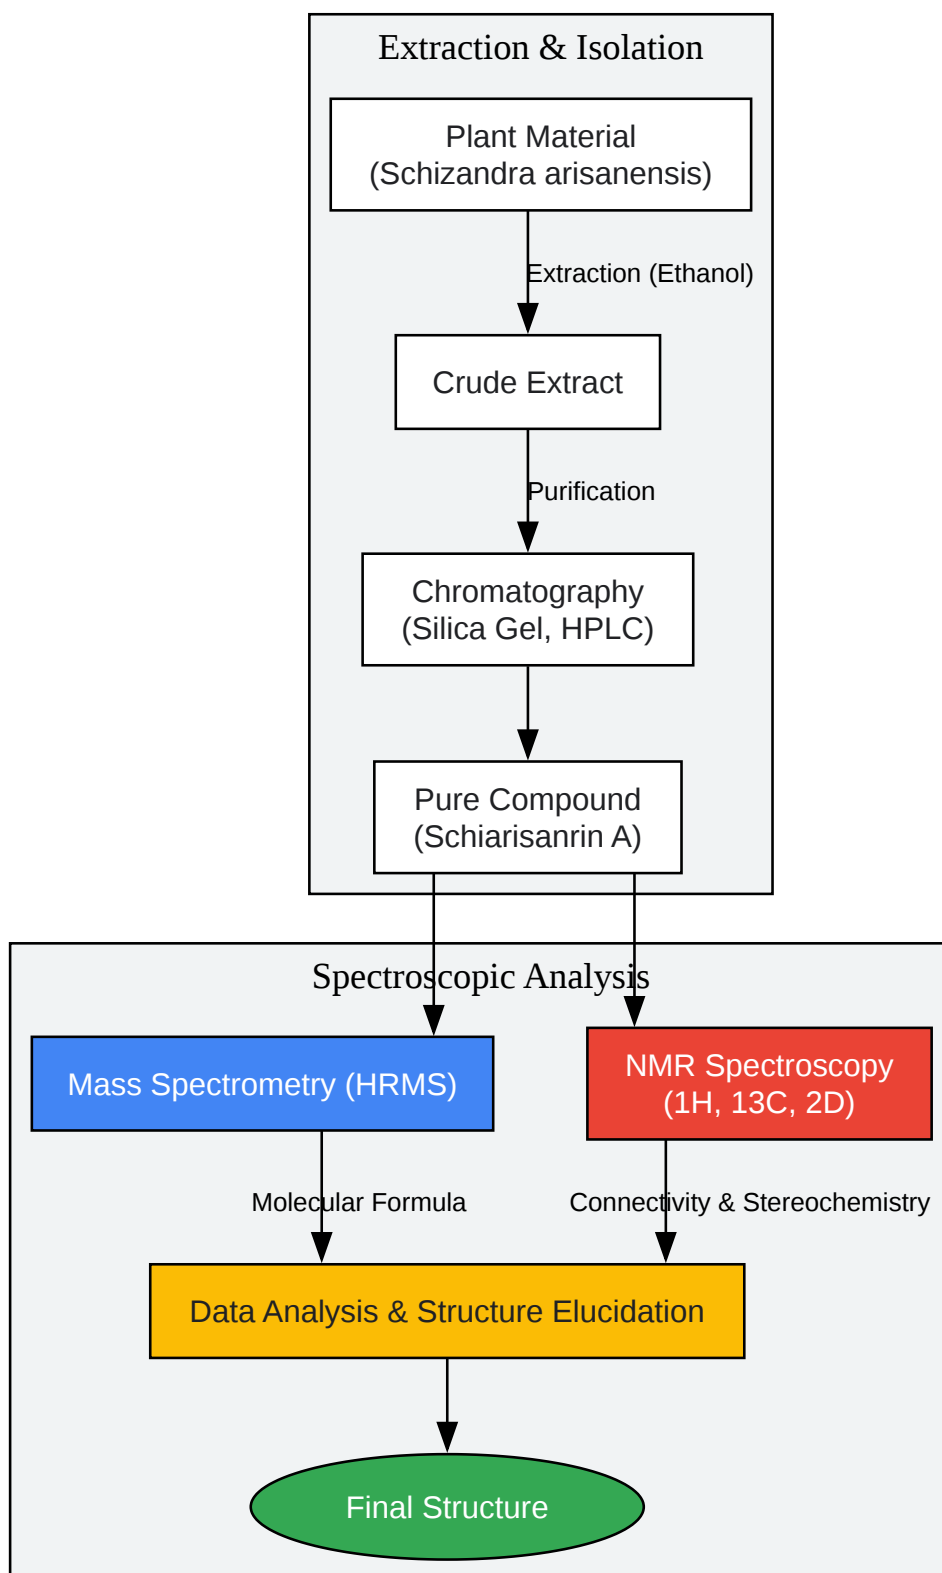 Extraction & Isolation
Plant Material
(Schizandra arisanensis)
Extraction (Ethanol)
Crude Extract
Purification
Chromatography
(Silica Gel, HPLC)
Pure Compound
(Schiarisanrin A)
Spectroscopic Analysis
Mass Spectrometry (HRMS)
NMR Spectroscopy
(1H, 13C, 2D)
Molecular Formula
Connectivity & Stereochemistry
Data Analysis & Structure Elucidation
Final Structure